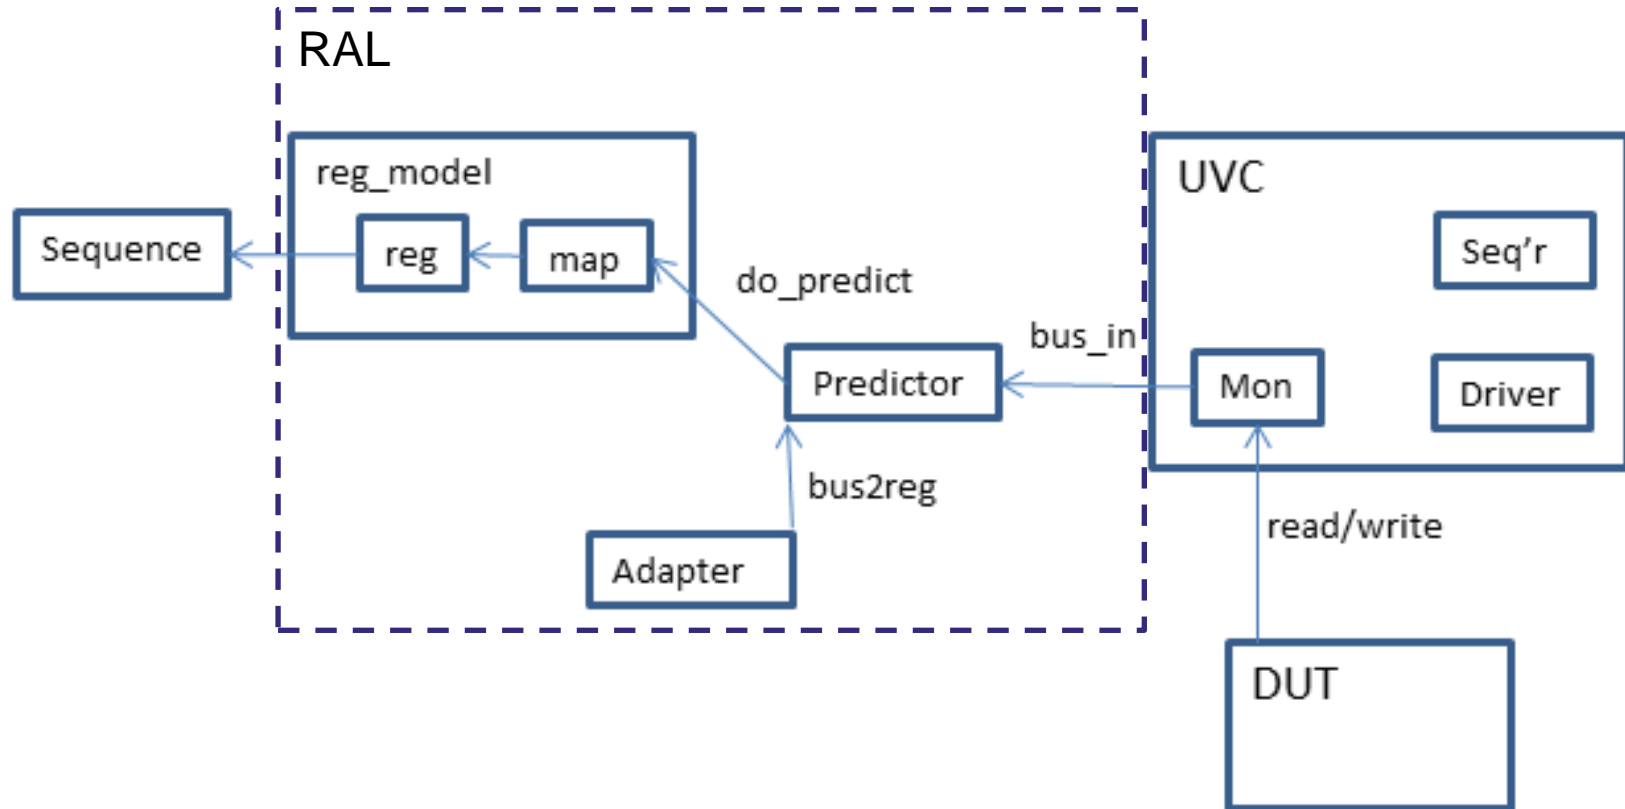 RAL
reg_model
UVC
Sequence
reg
map
Seq'r
do_predict
bus_in
Predictor
Mon
Driver
bus2reg
read/write
Adapter
DUT